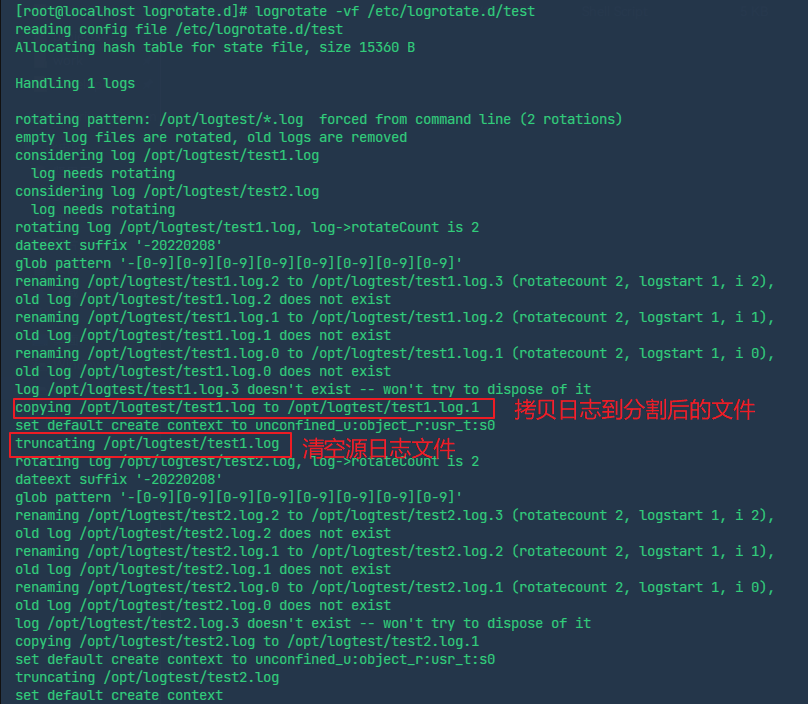 [root@localhost logrotate.d]# logrotate -vf /etc/logrotate.d/test
reading config file /etc/logrotate.d/test
Allocating hash table for state file, size 15360 B

Handling 1 logs

rotating pattern: /opt/logtest/*.log  forced from command line (2 rotations)
empty log files are rotated, old logs are removed
considering log /opt/logtest/test1.log
  log needs rotating
considering log /opt/logtest/test2.log
  log needs rotating
rotating log /opt/logtest/test1.log, log->rotateCount is 2
dateext suffix '-20220208'
glob pattern '-[0-9][0-9][0-9][0-9][0-9][0-9][0-9][0-9]'
renaming /opt/logtest/test1.log.2 to /opt/logtest/test1.log.3 (rotatecount 2, logstart 1, i 2),
old log /opt/logtest/test1.log.2 does not exist
renaming /opt/logtest/test1.log.1 to /opt/logtest/test1.log.2 (rotatecount 2, logstart 1, i 1),
old log /opt/logtest/test1.log.1 does not exist
renaming /opt/logtest/test1.log.0 to /opt/logtest/test1.log.1 (rotatecount 2, logstart 1, i 0),
old log /opt/logtest/test1.log.0 does not exist
log /opt/logtest/test1.log.3 doesn't exist -- won't try to dispose of it
copying /opt/logtest/test1.log to /opt/logtest/test1.log.1 拷贝日志到分割后的文件
set default create context to unconfined_u:object_r:usr_t:s0
truncating /opt/logtest/test1.log 清空源日志文件
rotating log /opt/logtest/test2.log, log->rotateCount is 2
dateext suffix '-20220208'
glob pattern '-[0-9][0-9][0-9][0-9][0-9][0-9][0-9][0-9]'
renaming /opt/logtest/test2.log.2 to /opt/logtest/test2.log.3 (rotatecount 2, logstart 1, i 2),
old log /opt/logtest/test2.log.2 does not exist
renaming /opt/logtest/test2.log.1 to /opt/logtest/test2.log.2 (rotatecount 2, logstart 1, i 1),
old log /opt/logtest/test2.log.1 does not exist
renaming /opt/logtest/test2.log.0 to /opt/logtest/test2.log.1 (rotatecount 2, logstart 1, i 0),
old log /opt/logtest/test2.log.0 does not exist
log /opt/logtest/test2.log.3 doesn't exist -- won't try to dispose of it
copying /opt/logtest/test2.log to /opt/logtest/test2.log.1
set default create context to unconfined_u:object_r:usr_t:s0
truncating /opt/logtest/test2.log
set default create context